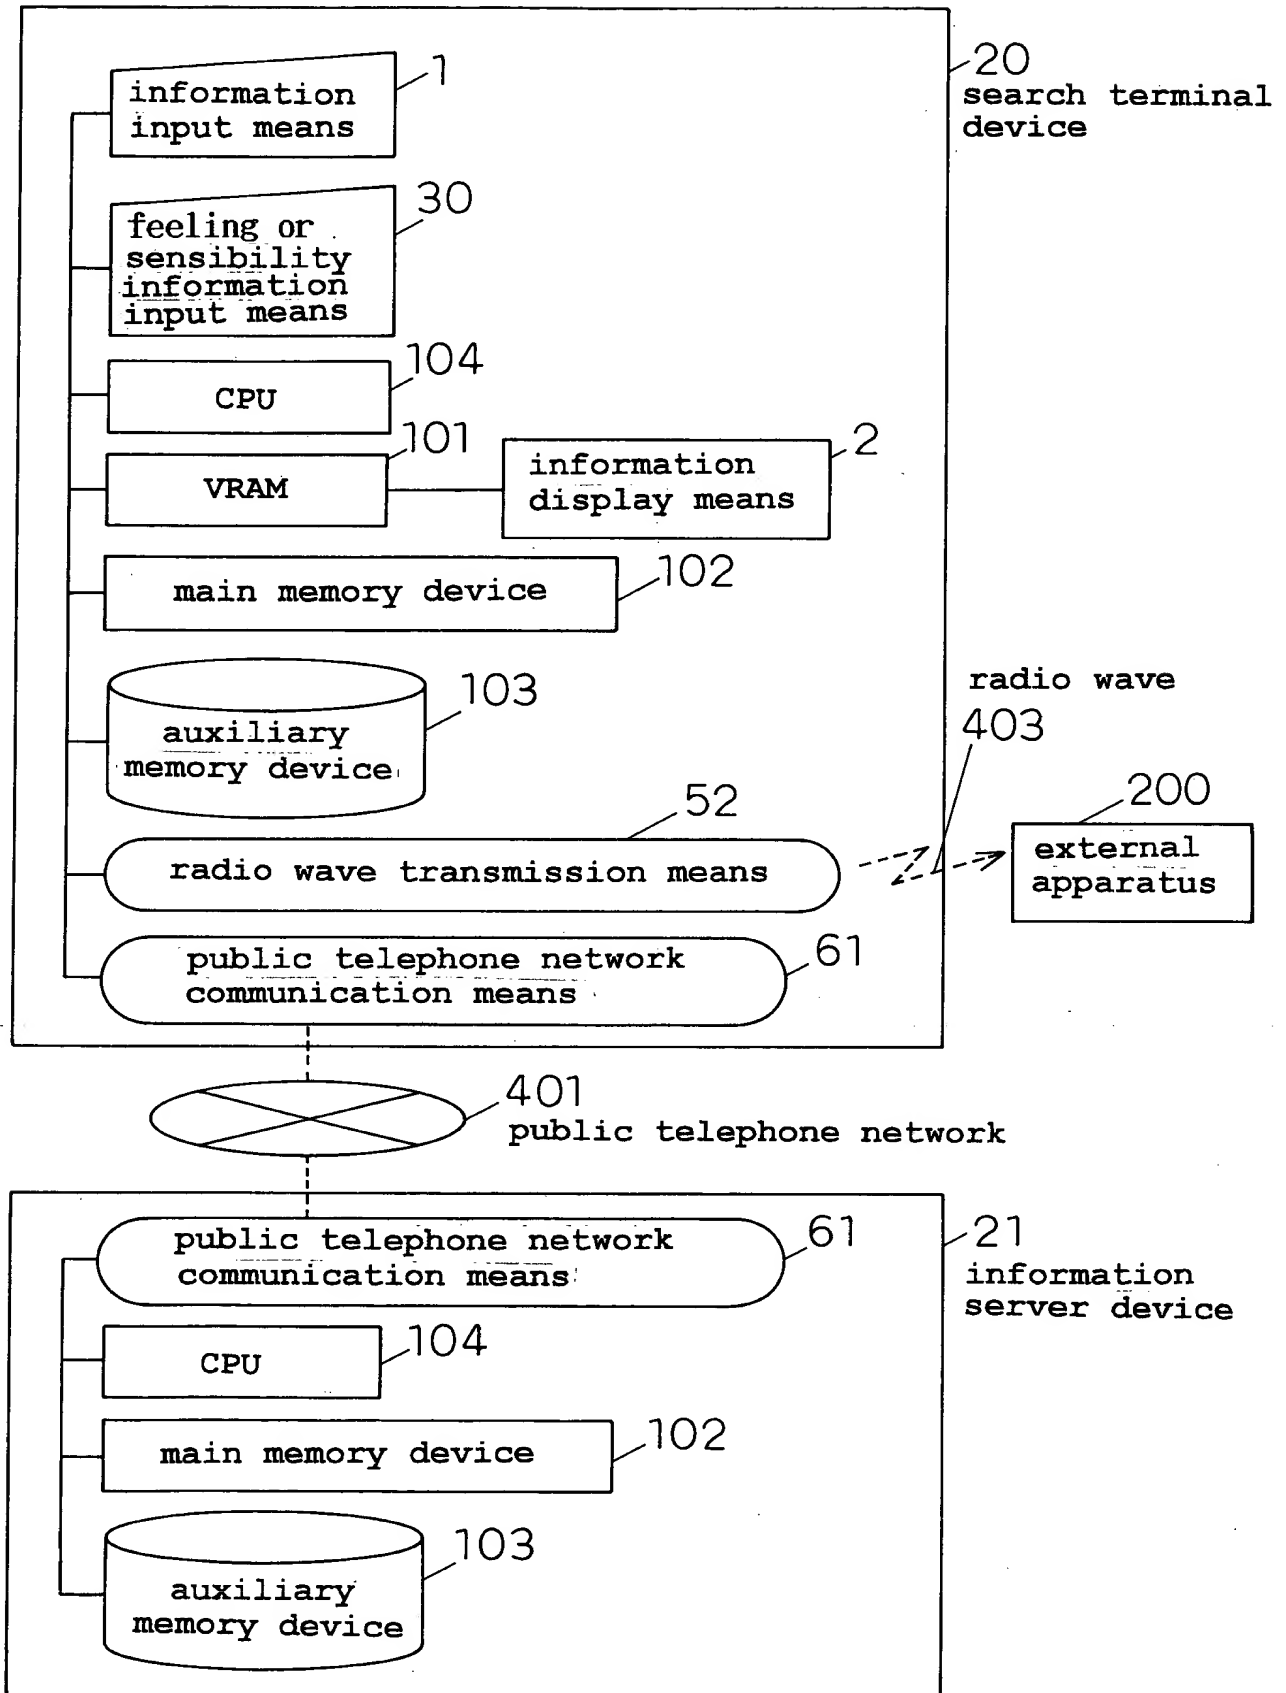 1
information
input means
20
search terminal
device
30
feeling or
sensibility
information
input means
104
CPU
101
VRAM
2
information
display means
102
main memory device
103
auxiliary
memory device
radio wave
403
52
radio wave transmission means
200
external
apparatus
61
public telephone network
communication means
401
public telephone network
61
public telephone network
communication means
21
information
server device
104
CPU
102
main memory device
103
auxiliary
memory device